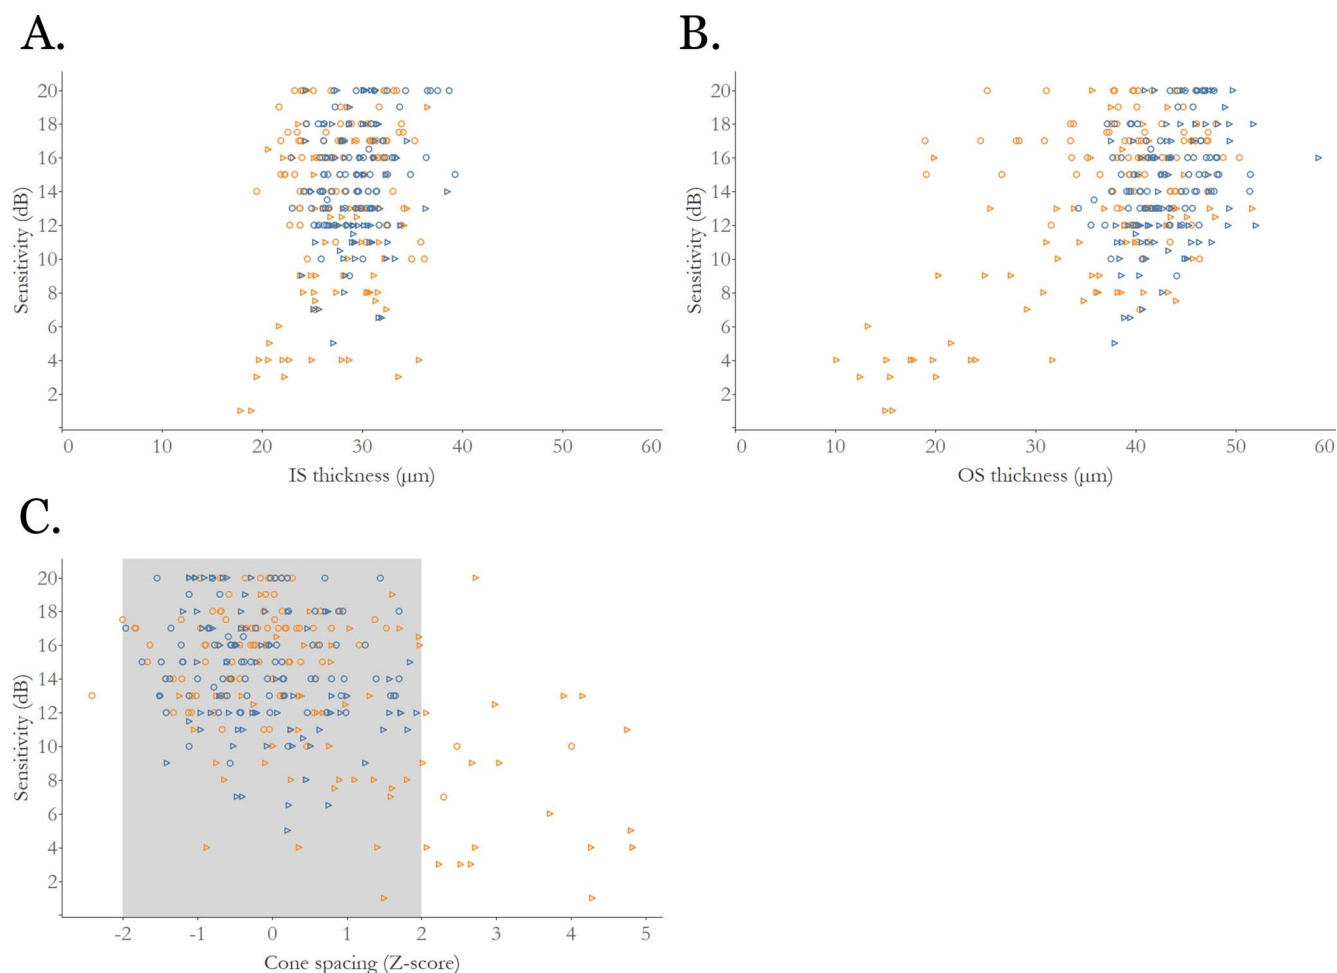 A.
Sensitivity (dB)
20
18
16
14
12
10
8
6
4
2
0 10 20 30 40 50 60
IS thickness (μm)
B.
Sensitivity (dB)
20
18
16
14
12
10
8
6
4
2
0 10 20 30 40 50 60
OS thickness (μm)
C.
Sensitivity (dB)
20
18
16
14
12
10
8
6
4
2
-2 -1 0 1 2 3 4 5
Cone spacing (Z-score)